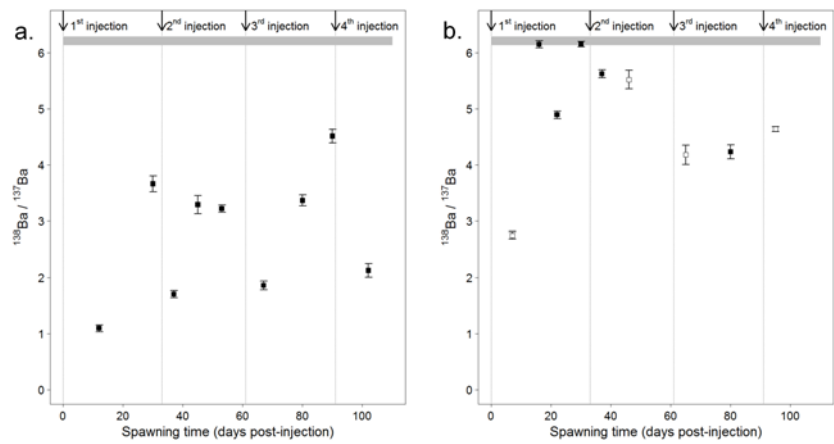 a.
1st injection 2nd injection 3rd injection 4th injection
6
5
4
3
2
1
0
138Ba / 137Ba
0 20 40 60 80 100
Spawning time (days post-injection)
b.
1st injection 2nd injection 3rd injection 4th injection
6
5
4
3
2
1
0
138Ba / 137Ba
0 20 40 60 80 100
Spawning time (days post-injection)